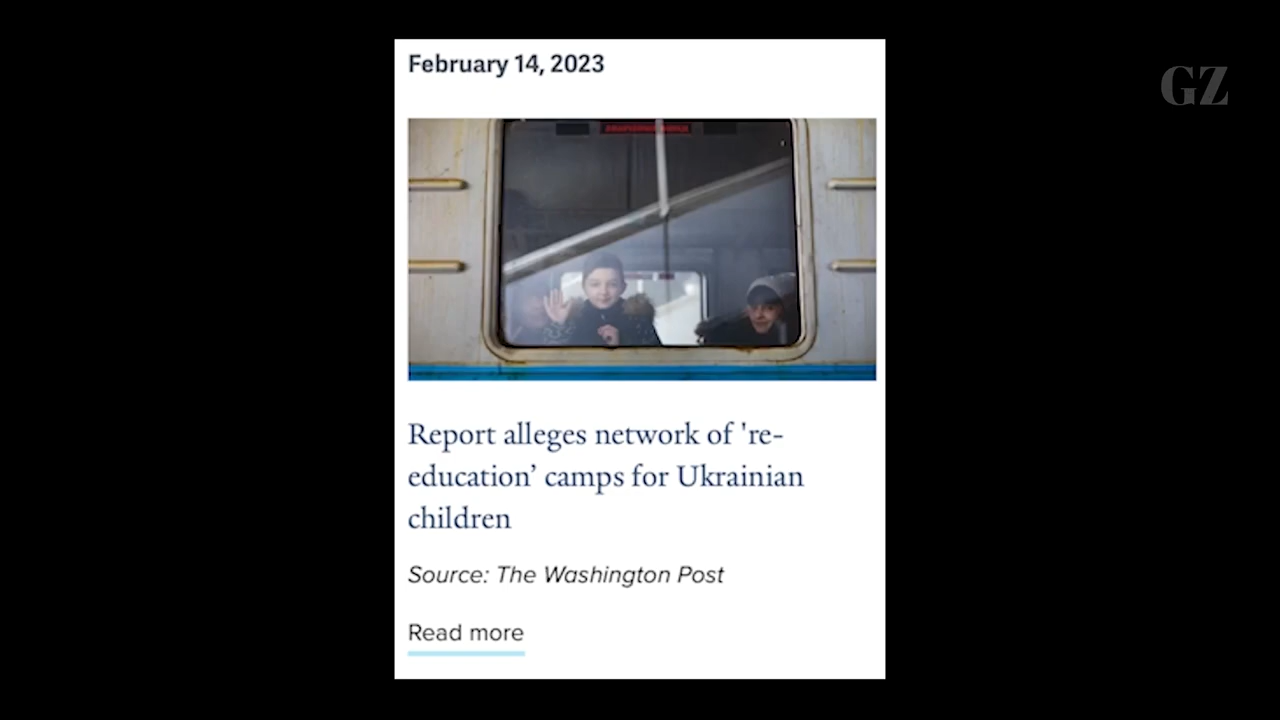 February 14, 2023
GZ
Report alleges network of 're-
education’ camps for Ukrainian
children
Source: The Washington Post
Read more